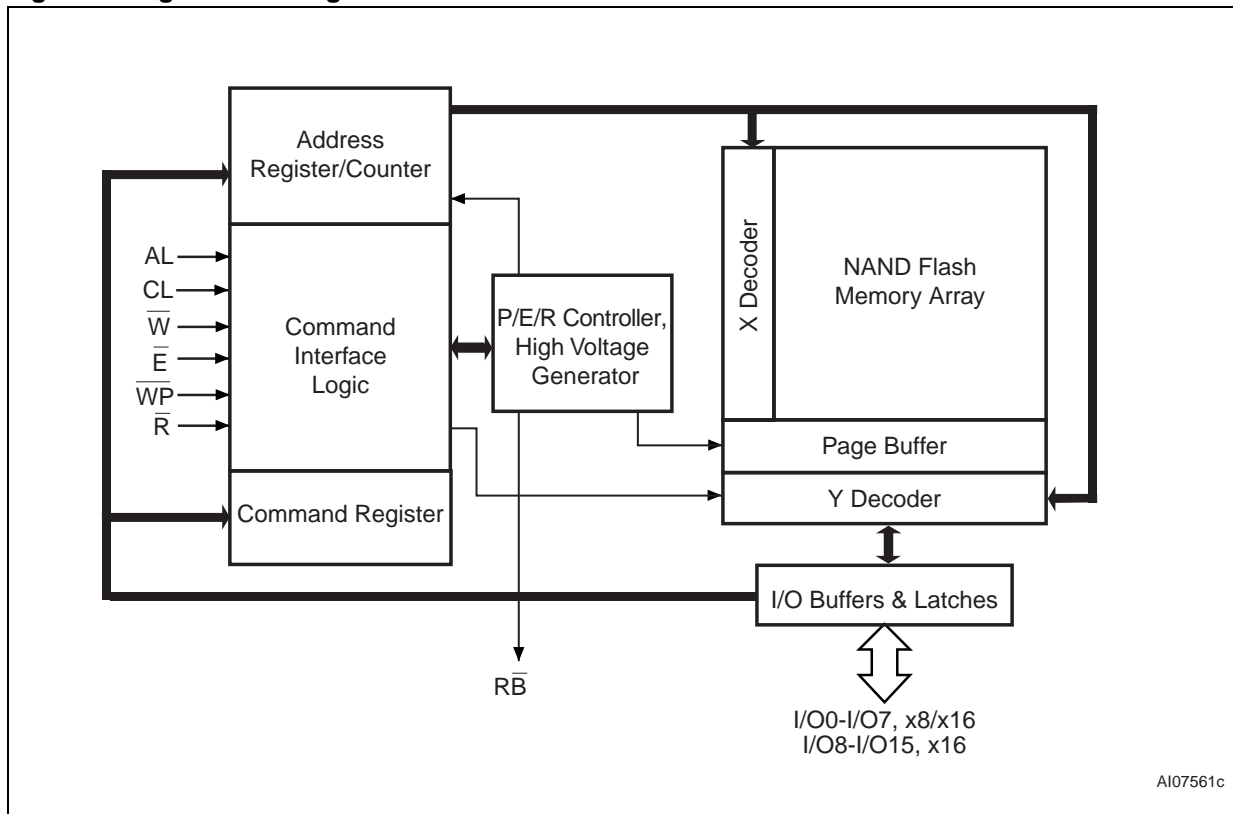 Address
Register/Counter
AL
CL
W̅
E̅
W̅P̅
R̅
Command
Interface
Logic
Command Register
P/E/R Controller,
High Voltage
Generator
RB̅
X Decoder
NAND Flash
Memory Array
Page Buffer
Y Decoder
I/O Buffers & Latches
I/O0-I/O7, x8/x16
I/O8-I/O15, x16
AI07561c